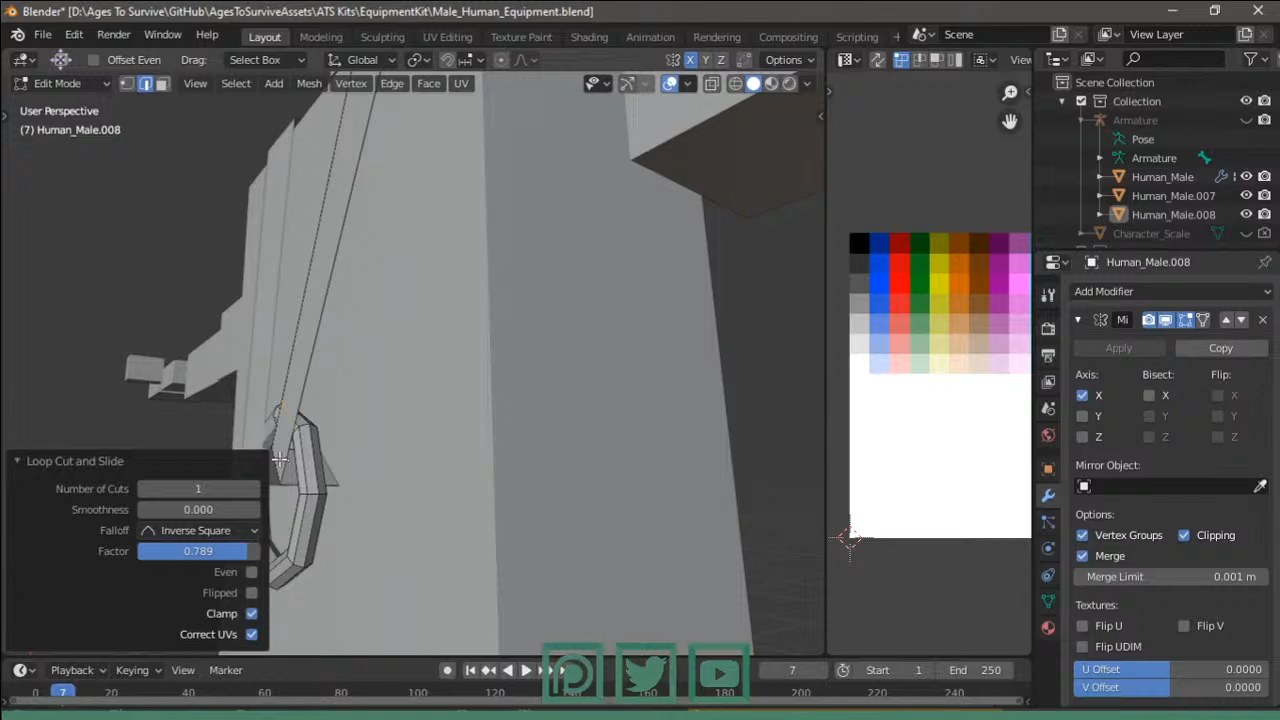 Blender* [D:\Ages To Survive\GitHub\AgesToSurviveAssets\ATS Kits\EquipmentKit\Male_Human_Equipment.blend]
File Edit Render Window Help Layout Modeling Sculpting UV Editing Texture Paint Shading Animation Rendering Compositing Scripting Scene View Layer
Offset Even Drag: Select Box Global X Y Z Options View
Edit Mode View Select Add Mesh Vertex Edge Face UV
User Perspective
(7) Human_Male.008
Scene Collection
Collection
Armature
Pose
Armature
Human_Male
Human_Male.007
Human_Male.008
Character_Scale
Human_Male.008
Add Modifier
Mi
Apply Copy
Axis: Bisect: Flip:
X X X
Y Y Y
Z Z Z
Mirror Object:
Options:
Vertex Groups Clipping
Merge
Merge Limit 0.001 m
Textures:
Flip U Flip V
Flip UDIM
U Offset 0.0000
V Offset 0.0000
Loop Cut and Slide
Number of Cuts 1
Smoothness 0.000
Falloff Inverse Square
Factor 0.789
Even
Flipped
Clamp
Correct UVs
Playback Keying View Marker 7 Start 1 End 250
0 7 20 40 60 80 100 120 140 160 180 200 220 240